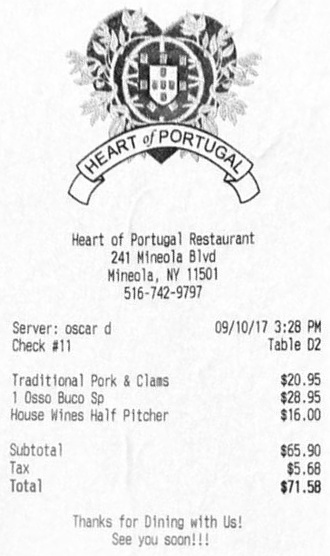 HEART of PORTUGAL
Heart of Portugal Restaurant
241 Mineola Blvd
Mineola, NY 11501
516-742-9797
Server: oscar d 09/10/17 3:28 PM
Check #11 Table D2
Traditional Pork & Clams $20.95
1 Osso Buco Sp $28.95
House Wines Half Pitcher $16.00
Subtotal $65.90
Tax $5.68
Total $71.58
Thanks for Dining with Us!
See you soon!!!